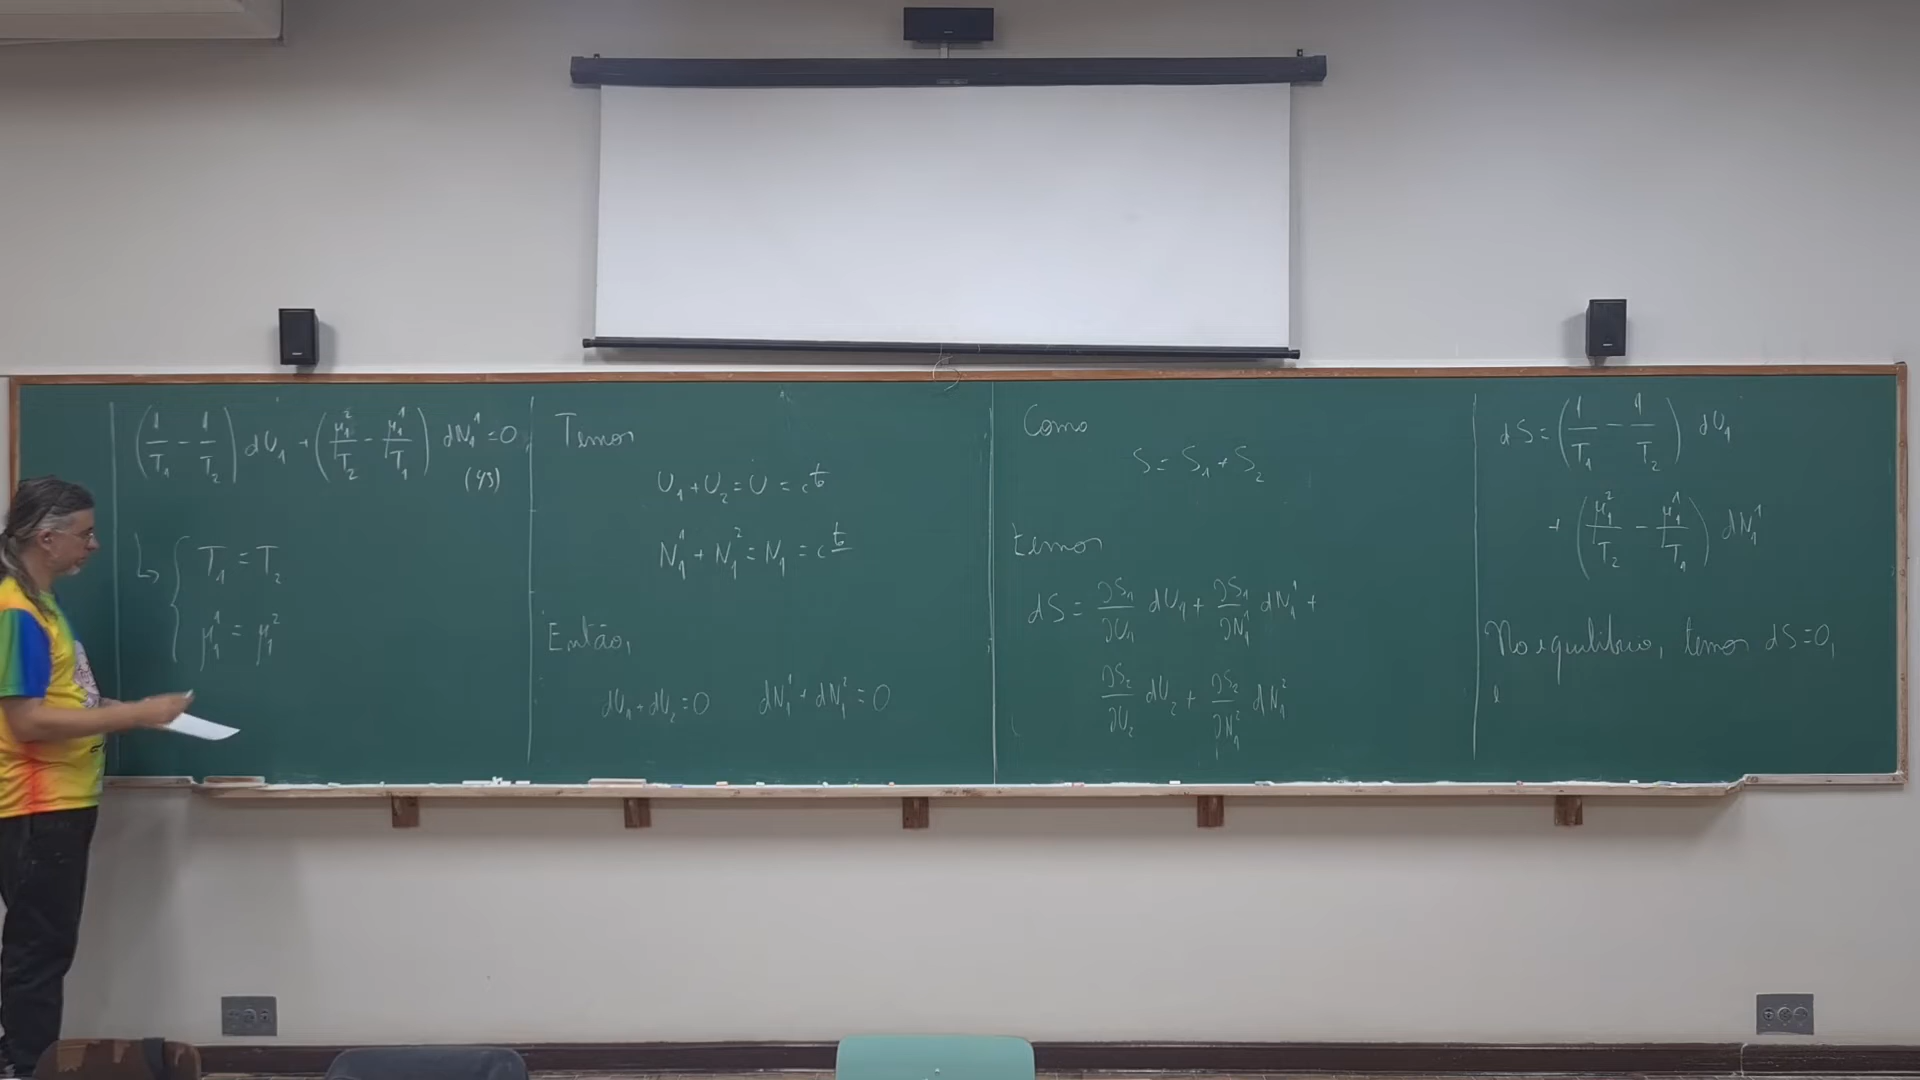 (1/T₁ − 1/T₂) dU₁ + (μ₁²/T₂ − μ₁¹/T₁) dN₁¹ = 0,
(43)
↳ { T₁ = T₂
μ₁¹ = μ₁²
Temos
U₁ + U₂ = U = cte
N₁¹ + N₁² = N₁ = cte
Então,
dU₁ + dU₂ = 0 dN₁¹ + dN₁² = 0
Como
S = S₁ + S₂
temos
dS = ∂S₁/∂U₁ dU₁ + ∂S₁/∂N₁¹ dN₁¹ +
∂S₂/∂U₂ dU₂ + ∂S₂/∂N₁² dN₁²
dS = (1/T₁ − 1/T₂) dU₁
+ (μ₁²/T₂ − μ₁¹/T₁) dN₁¹
No equilíbrio, temos dS = 0,
e